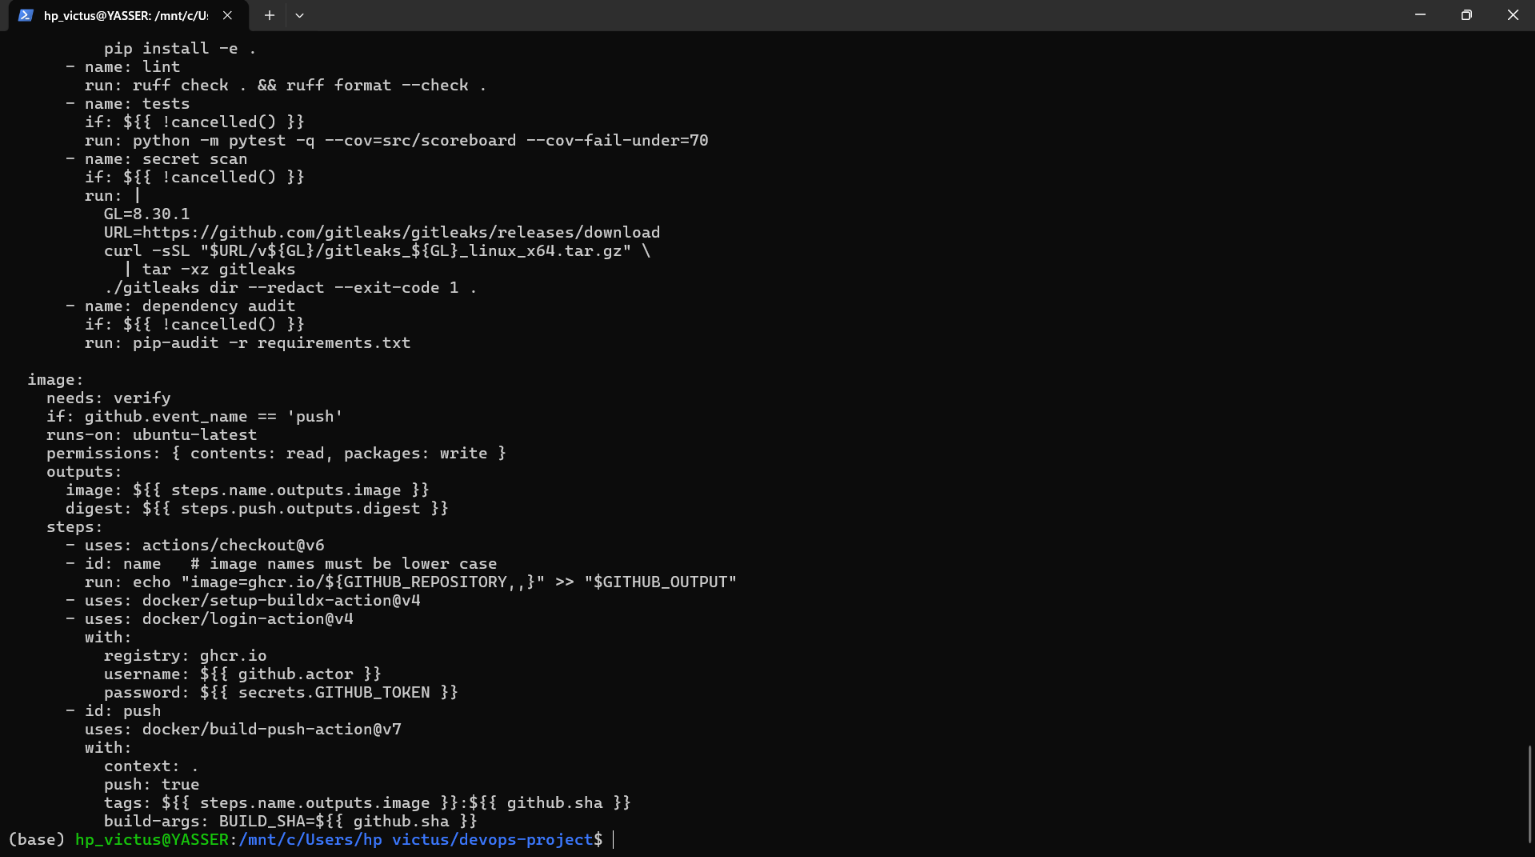 hp_victus@YASSER: /mnt/c/U
          pip install -e .
      - name: lint
        run: ruff check . && ruff format --check .
      - name: tests
        if: ${{ !cancelled() }}
        run: python -m pytest -q --cov=src/scoreboard --cov-fail-under=70
      - name: secret scan
        if: ${{ !cancelled() }}
        run: |
          GL=8.30.1
          URL=https://github.com/gitleaks/gitleaks/releases/download
          curl -sSL "$URL/v${GL}/gitleaks_${GL}_linux_x64.tar.gz" \
            | tar -xz gitleaks
          ./gitleaks dir --redact --exit-code 1 .
      - name: dependency audit
        if: ${{ !cancelled() }}
        run: pip-audit -r requirements.txt

  image:
    needs: verify
    if: github.event_name == 'push'
    runs-on: ubuntu-latest
    permissions: { contents: read, packages: write }
    outputs:
      image: ${{ steps.name.outputs.image }}
      digest: ${{ steps.push.outputs.digest }}
    steps:
      - uses: actions/checkout@v6
      - id: name   # image names must be lower case
        run: echo "image=ghcr.io/${GITHUB_REPOSITORY,,}" >> "$GITHUB_OUTPUT"
      - uses: docker/setup-buildx-action@v4
      - uses: docker/login-action@v4
        with:
          registry: ghcr.io
          username: ${{ github.actor }}
          password: ${{ secrets.GITHUB_TOKEN }}
      - id: push
        uses: docker/build-push-action@v7
        with:
          context: .
          push: true
          tags: ${{ steps.name.outputs.image }}:${{ github.sha }}
          build-args: BUILD_SHA=${{ github.sha }}
(base) hp_victus@YASSER:/mnt/c/Users/hp victus/devops-project$